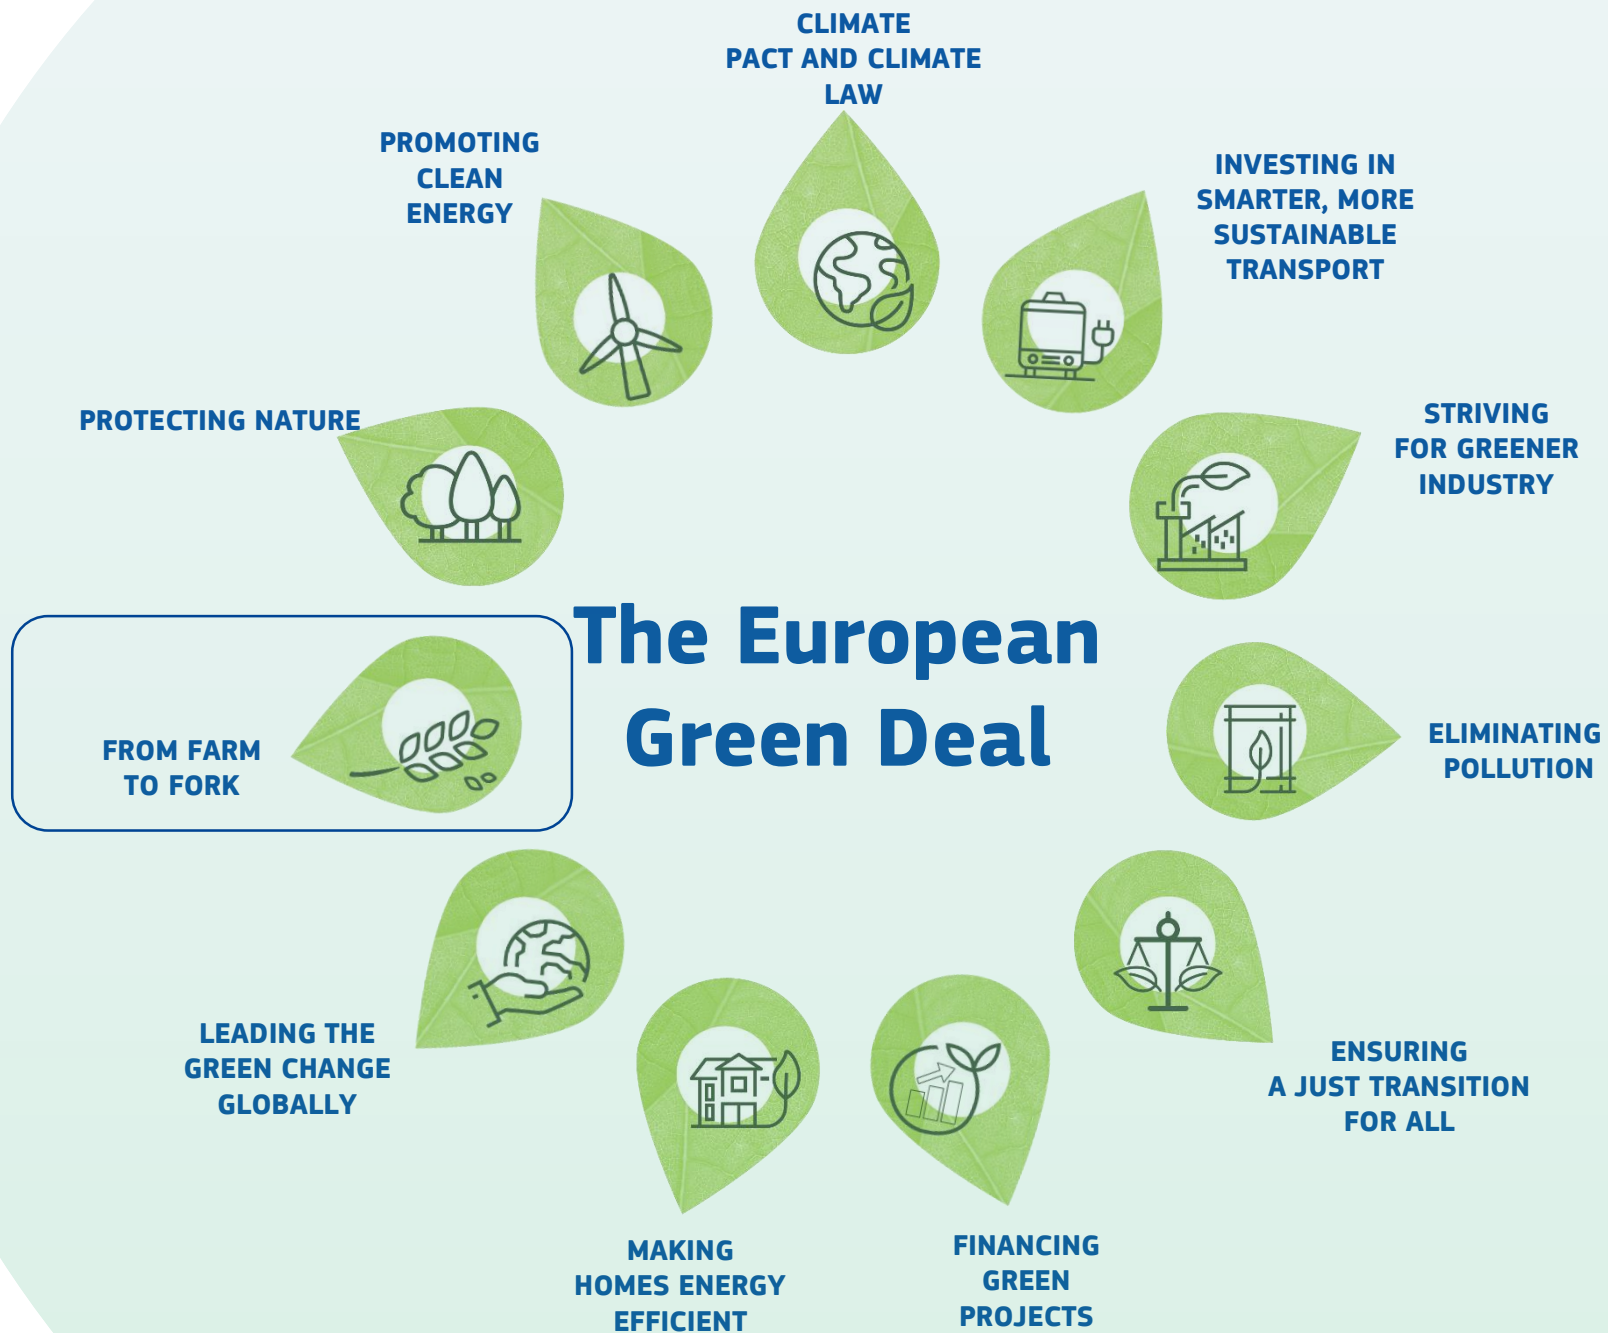 CLIMATE
PACT AND CLIMATE
LAW
PROMOTING
CLEAN
ENERGY
INVESTING IN
SMARTER, MORE
SUSTAINABLE
TRANSPORT
PROTECTING NATURE
STRIVING
FOR GREENER
INDUSTRY
The European
Green Deal
FROM FARM
TO FORK
ELIMINATING
POLLUTION
LEADING THE
GREEN CHANGE
GLOBALLY
ENSURING
A JUST TRANSITION
FOR ALL
MAKING
HOMES ENERGY
EFFICIENT
FINANCING
GREEN
PROJECTS